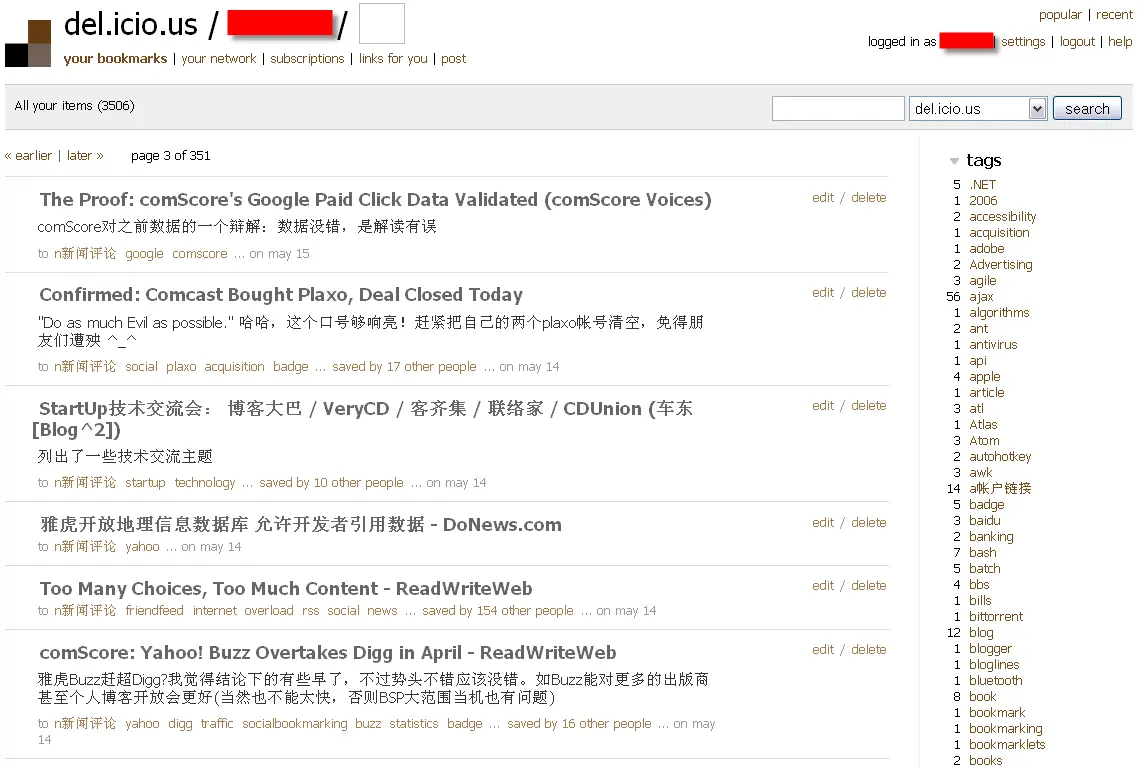 del.icio.us / /
popular | recent
logged in as settings | logout | help
your bookmarks | your network | subscriptions | links for you | post
All your items (3506)
del.icio.us search
« earlier | later » page 3 of 351
The Proof: comScore's Google Paid Click Data Validated (comScore Voices)
edit / delete
comScore对之前数据的一个辩解：数据没错，是解读有误
to n新闻评论 google comscore ... on may 15
Confirmed: Comcast Bought Plaxo, Deal Closed Today
edit / delete
"Do as much Evil as possible." 哈哈，这个口号够响亮！赶紧把自己的两个plaxo帐号清空，免得朋
友们遭殃 ^_^
to n新闻评论 social plaxo acquisition badge ... saved by 17 other people ... on may 14
StartUp技术交流会： 博客大巴 / VeryCD / 客齐集 / 联络家 / CDUnion (车东
[Blog^2])
edit / delete
列出了一些技术交流主题
to n新闻评论 startup technology ... saved by 10 other people ... on may 14
雅虎开放地理信息数据库 允许开发者引用数据 - DoNews.com
edit / delete
to n新闻评论 yahoo ... on may 14
Too Many Choices, Too Much Content - ReadWriteWeb
edit / delete
to n新闻评论 friendfeed internet overload rss social news ... saved by 154 other people ... on may 14
comScore: Yahoo! Buzz Overtakes Digg in April - ReadWriteWeb
edit / delete
雅虎Buzz赶超Digg?我觉得结论下的有些早了，不过势头不错应该没错。如Buzz能对更多的出版商
甚至个人博客开放会更好(当然也不能太快，否则BSP大范围当机也有问题)
to n新闻评论 yahoo digg traffic socialbookmarking buzz statistics badge ... saved by 16 other people ... on may
14
tags
5 .NET
1 2006
2 accessibility
1 acquisition
1 adobe
2 Advertising
3 agile
56 ajax
1 algorithms
2 ant
1 antivirus
1 api
4 apple
1 article
3 atl
1 Atlas
3 Atom
2 autohotkey
3 awk
14 a帐户链接
5 badge
3 baidu
2 banking
7 bash
5 batch
4 bbs
1 bills
1 bittorrent
12 blog
1 blogger
1 bloglines
1 bluetooth
8 book
1 bookmark
1 bookmarking
1 bookmarklets
2 books